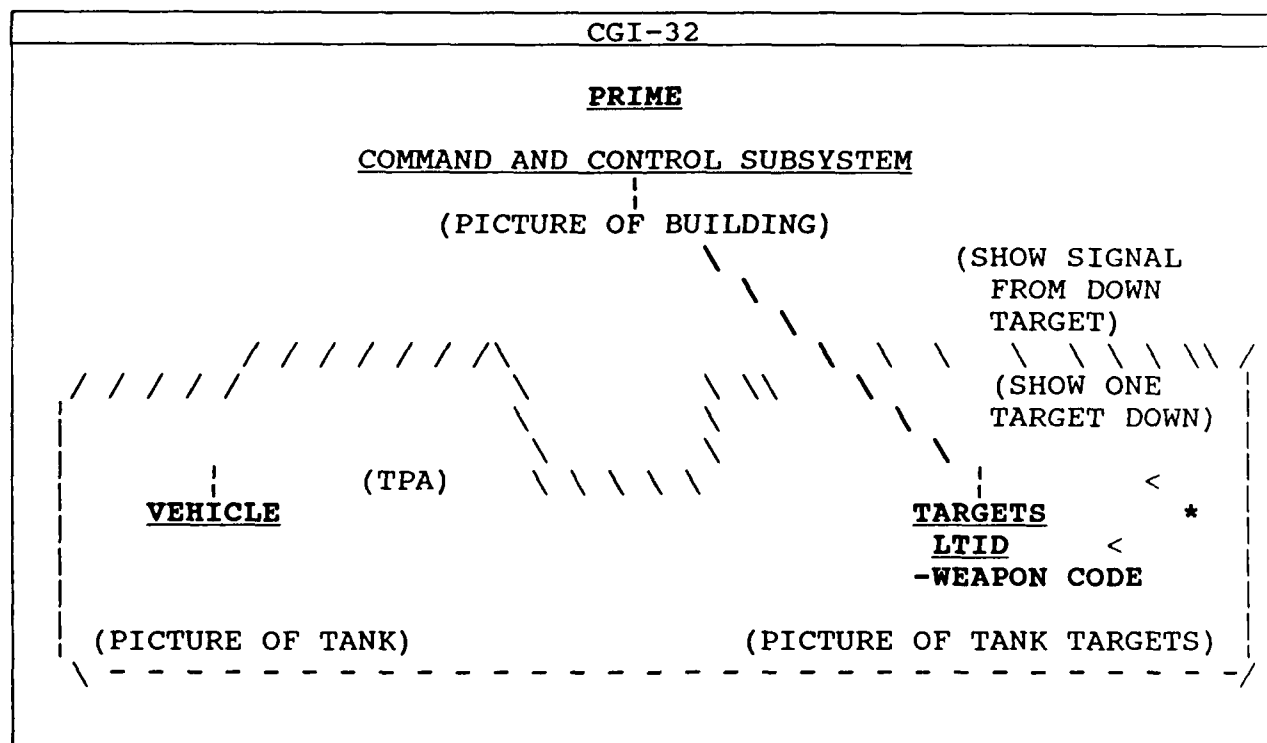 CGI-32
PRIME
COMMAND AND CONTROL SUBSYSTEM
(PICTURE OF BUILDING)
(SHOW SIGNAL
FROM DOWN
TARGET)
(SHOW ONE
TARGET DOWN)
(TPA) <
VEHICLE TARGETS *
LTID <
-WEAPON CODE
(PICTURE OF TANK) (PICTURE OF TANK TARGETS)